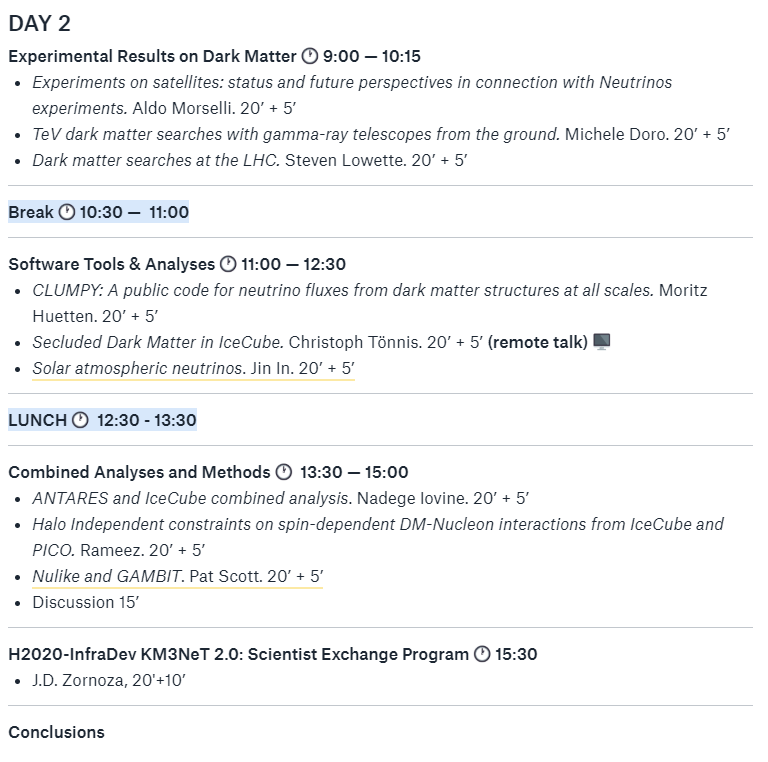 DAY 2
Experimental Results on Dark Matter 🕐 9:00 — 10:15
• Experiments on satellites: status and future perspectives in connection with Neutrinos
experiments. Aldo Morselli. 20’ + 5’
• TeV dark matter searches with gamma-ray telescopes from the ground. Michele Doro. 20’ + 5’
• Dark matter searches at the LHC. Steven Lowette. 20’ + 5’
Break 🕐 10:30 — 11:00
Software Tools & Analyses 🕐 11:00 — 12:30
• CLUMPY: A public code for neutrino fluxes from dark matter structures at all scales. Moritz
Huetten. 20’ + 5’
• Secluded Dark Matter in IceCube. Christoph Tönnis. 20’ + 5’ (remote talk) 🖥️
• Solar atmospheric neutrinos. Jin In. 20’ + 5’
LUNCH 🕐 12:30 - 13:30
Combined Analyses and Methods 🕐 13:30 — 15:00
• ANTARES and IceCube combined analysis. Nadege Iovine. 20’ + 5’
• Halo Independent constraints on spin-dependent DM-Nucleon interactions from IceCube and
PICO. Rameez. 20’ + 5’
• Nulike and GAMBIT. Pat Scott. 20’ + 5’
• Discussion 15’
H2020-InfraDev KM3NeT 2.0: Scientist Exchange Program 🕐 15:30
• J.D. Zornoza, 20'+10’
Conclusions